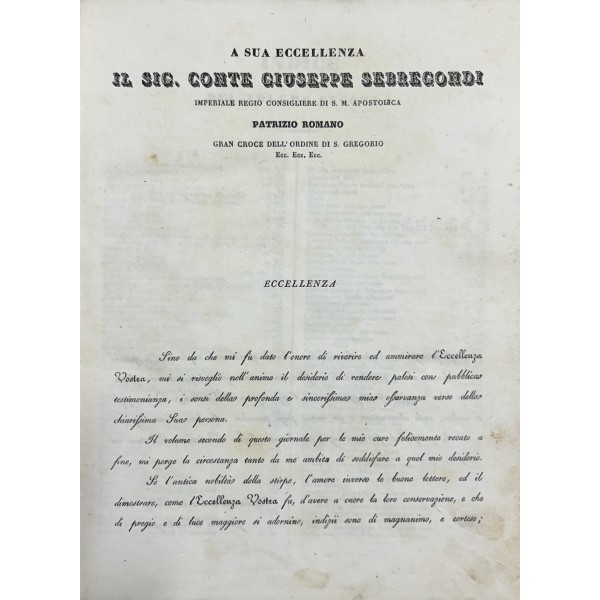 A SUA ECCELLENZA
IL SIG. CONTE GIUSEPPE SEBREGONDI
IMPERIALE REGIO CONSIGLIERE DI S. M. APOSTOLICA
PATRIZIO ROMANO
GRAN CROCE DELL'ORDINE DI S. GREGORIO
Ecc. Ecc. Ecc.
ECCELLENZA
Sino da che mi fu dato l'onore di riverire ed ammirare l'Eccellenza
Vostra, mi si risvegliò nell'animo il desiderio di rendere palesi con pubblica
testimonianza, i sensi della profonda e sincerissima mia osservanza verso della
chiarissima Sua persona.
Il volume secondo di questo giornale per le mie cure felicemente recato a
fine, mi porge la circostanza tanto da me ambita di soddisfare a quel mio desiderio.
Se l'antica nobiltà della stirpe, l'amore inverso le buone lettere, ed il
dimostrare, come l'Eccellenza Vostra fa, d'avere a cuore la loro conservazione, e che
di pregio e di luce maggiore si adornino, indizii sono di magnanimo, e cortese;